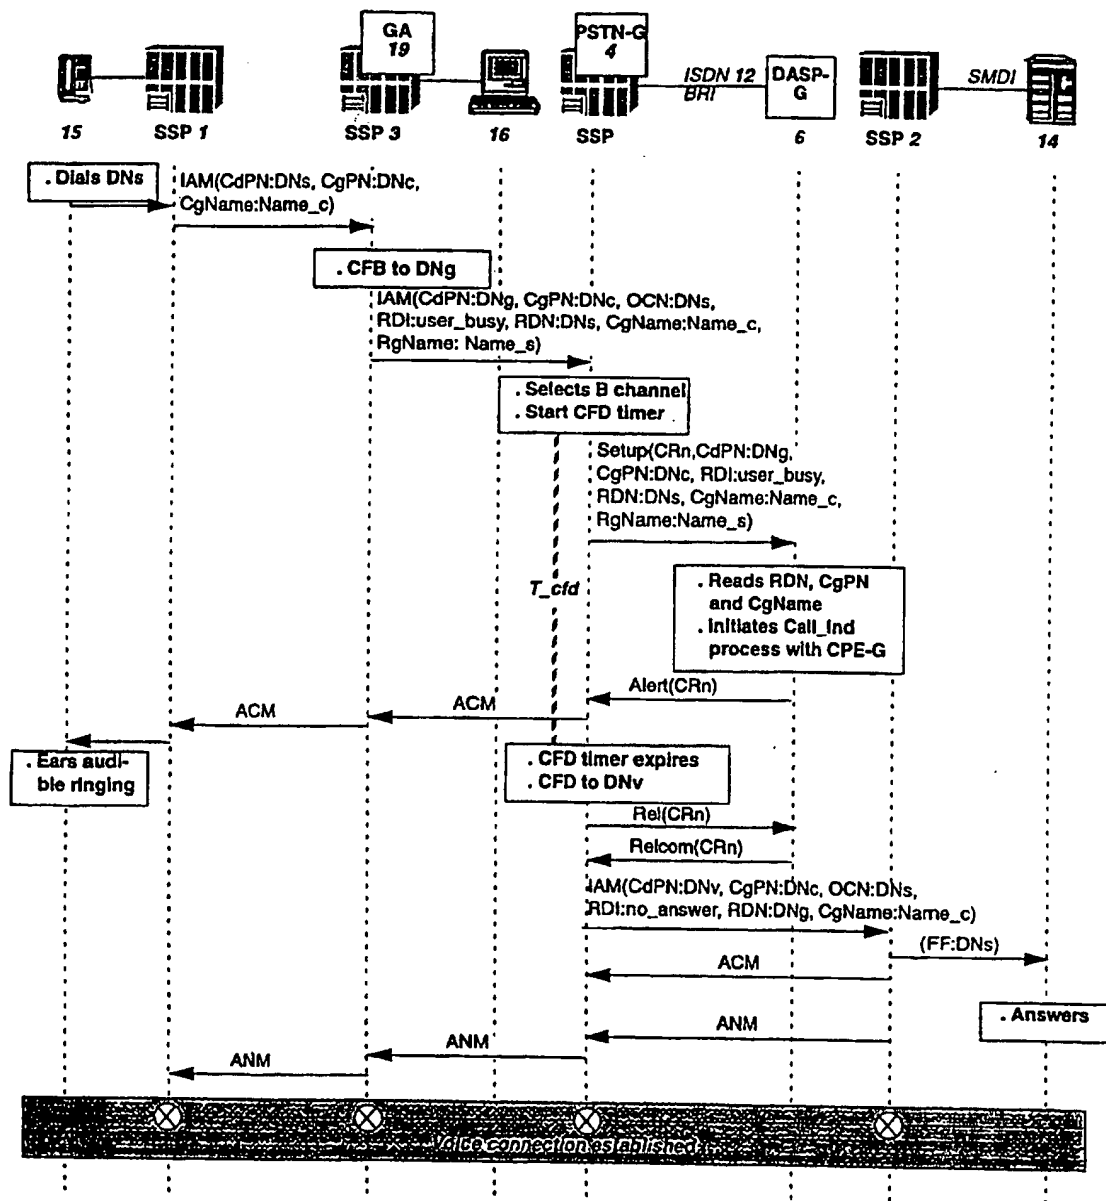 GA
19
PSTN-G
4
ISDN 12
BRI
DASP-
G
SMDI
15
SSP 1
SSP 3
16
SSP
6
SSP 2
14
. Dials DNs
IAM(CdPN:DNs, CgPN:DNc,
CgName:Name_c)
. CFB to DNg
IAM(CdPN:DNg, CgPN:DNc, OCN:DNs,
RDI:user_busy, RDN:DNs, CgName:Name_c,
RgName: Name_s)
. Selects B channel
. Start CFD timer
Setup(CRn,CdPN:DNg,
CgPN:DNc, RDI:user_busy,
RDN:DNs, CgName:Name_c,
RgName:Name_s)
T_cfd
. Reads RDN, CgPN
and CgName
. Initiates Call_Ind
process with CPE-G
Alert(CRn)
ACM
ACM
. Ears audi-
ble ringing
. CFD timer expires
. CFD to DNv
Rel(CRn)
Relcom(CRn)
IAM(CdPN:DNv, CgPN:DNc, OCN:DNs,
RDI:no_answer, RDN:DNg, CgName:Name_c)
(FF:DNs)
ACM
. Answers
ANM
ANM
ANM
Voice connection established